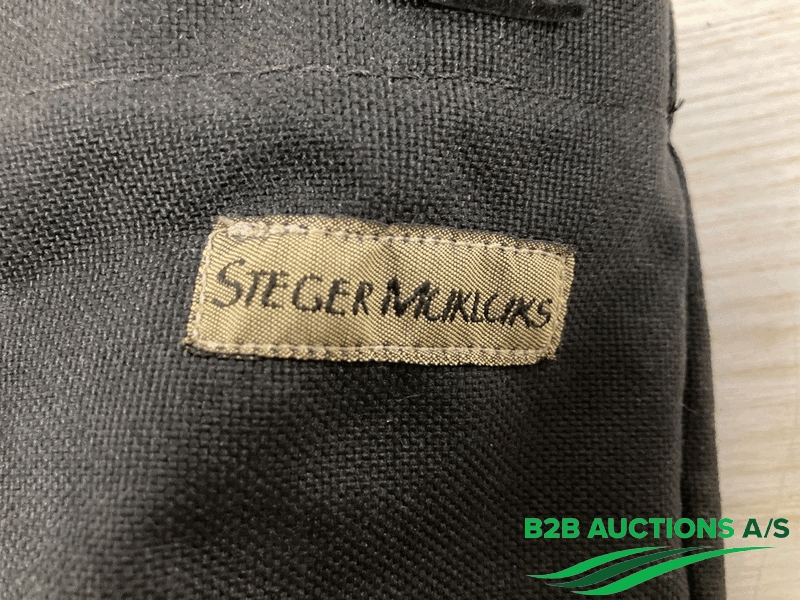 STEGER MUKLUKS
B2B AUCTIONS A/S